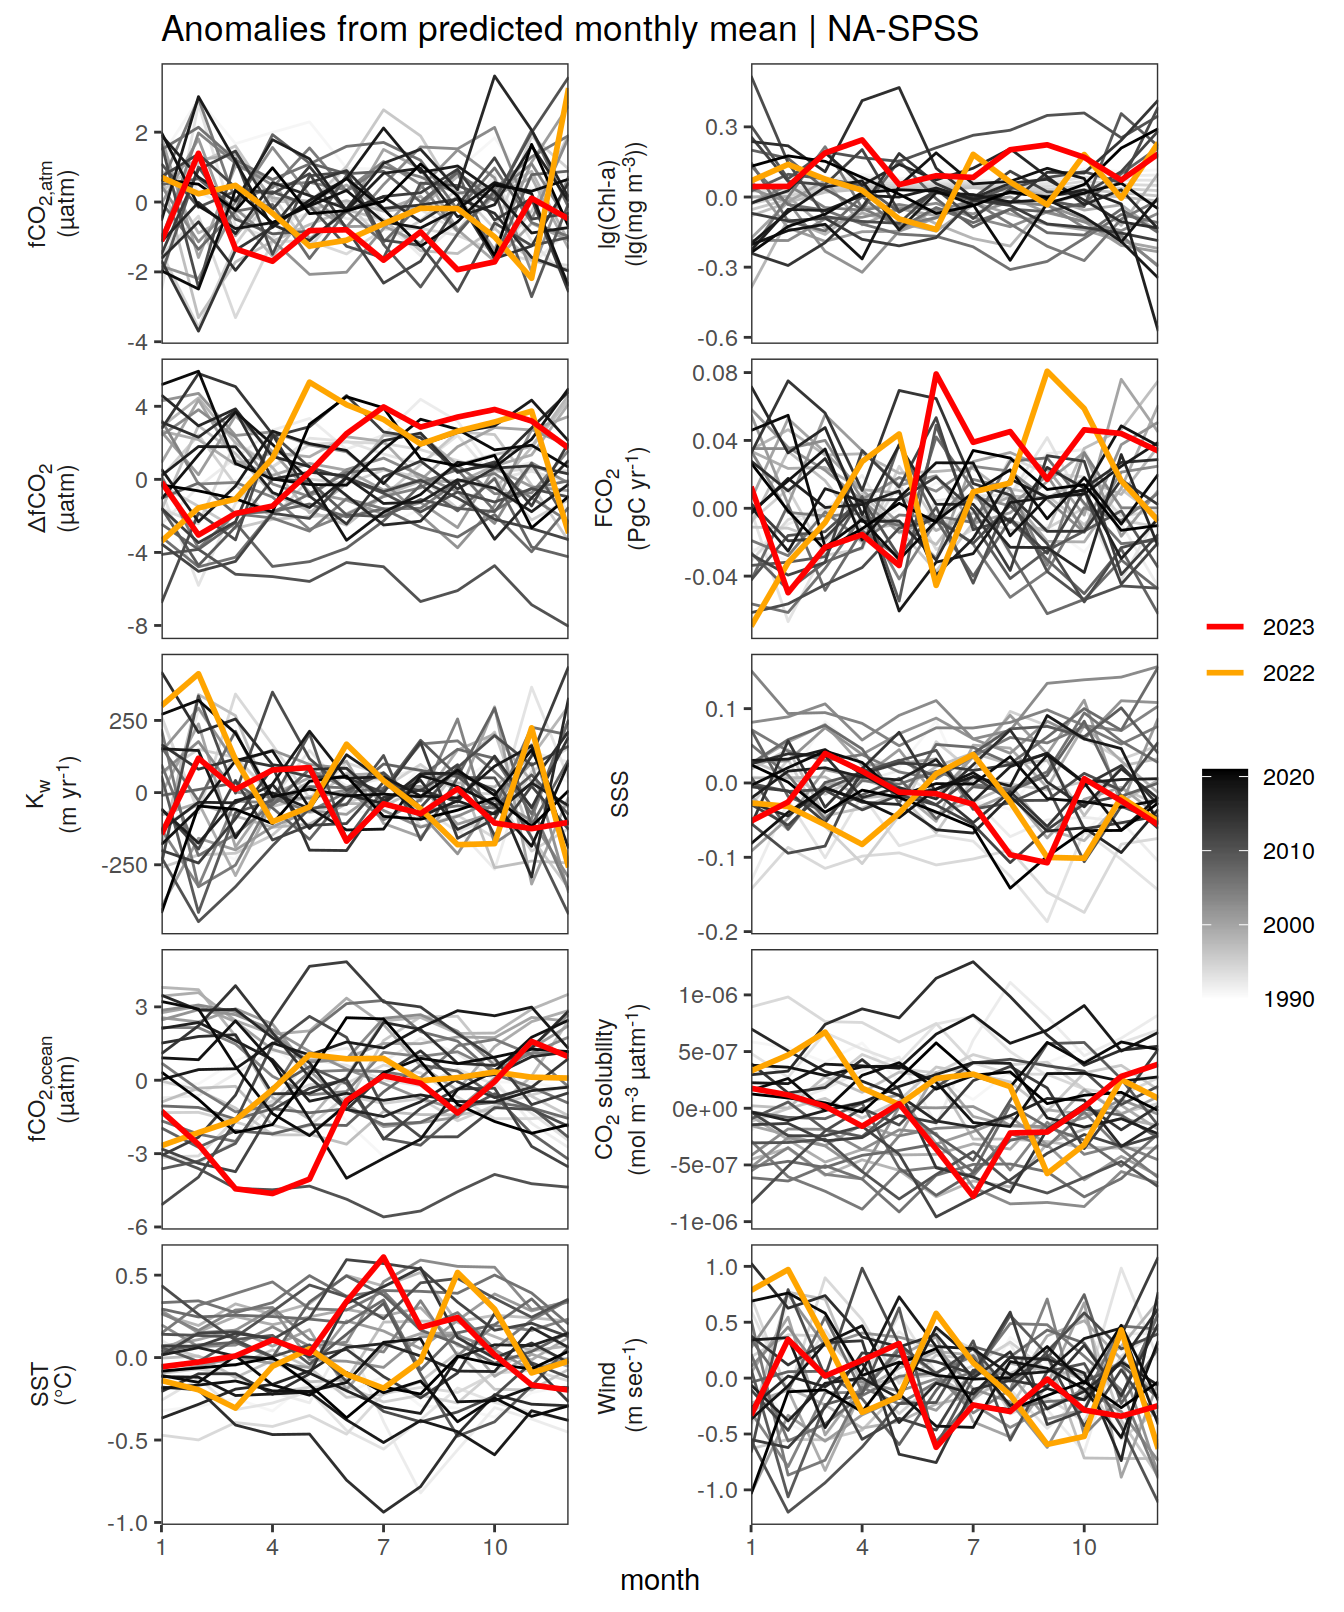 Anomalies from predicted monthly mean | NA-SPSS
fCO2,atm
(µatm)
2
0
-2
-4
lg(Chl-a)
(lg(mg m-3))
0.3
0.0
-0.3
-0.6
ΔfCO2
(µatm)
4
0
-4
-8
FCO2
(PgC yr-1)
0.08
0.04
0.00
-0.04
Kw
(m yr-1)
250
0
-250
SSS
0.1
0.0
-0.1
-0.2
fCO2,ocean
(µatm)
3
0
-3
-6
CO2 solubility
(mol m-3 µatm-1)
1e-06
5e-07
0e+00
-5e-07
-1e-06
SST
(°C)
0.5
0.0
-0.5
-1.0
Wind
(m sec-1)
1.0
0.5
0.0
-0.5
-1.0
1 4 7 10
1 4 7 10
month
2023
2022
2020
2010
2000
1990